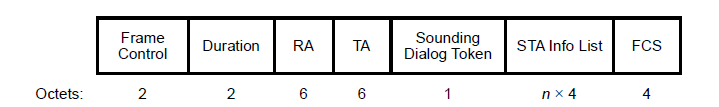 Frame Control
Duration
RA
TA
Sounding Dialog Token
STA Info List
FCS
Octets: 2 2 6 6 1 n × 4 4